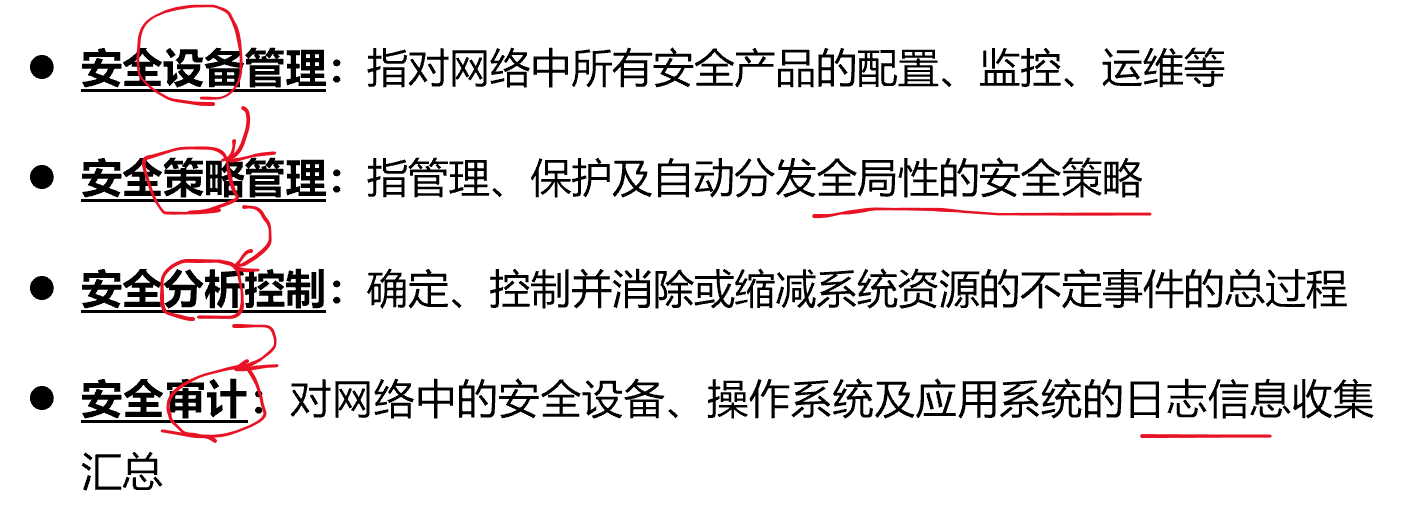 ● 安全设备管理：指对网络中所有安全产品的配置、监控、运维等
● 安全策略管理：指管理、保护及自动分发全局性的安全策略
● 安全分析控制：确定、控制并消除或缩减系统资源的不定事件的总过程
● 安全审计：对网络中的安全设备、操作系统及应用系统的日志信息收集
汇总